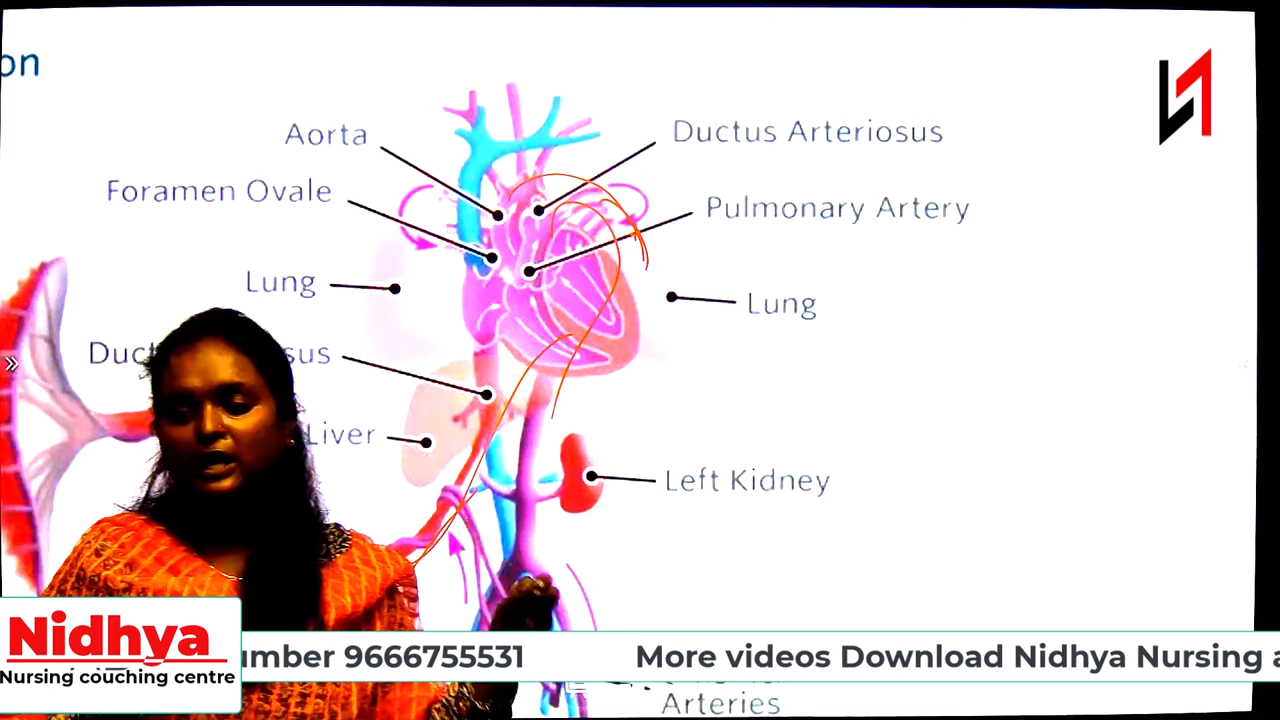 on
Aorta
Ductus Arteriosus
Foramen Ovale
Pulmonary Artery
Lung
Lung
Duct sus
Liver
Left Kidney
Nidhya
Nursing couching centre
umber 9666755531
More videos Download Nidhya Nursing a
Arteries